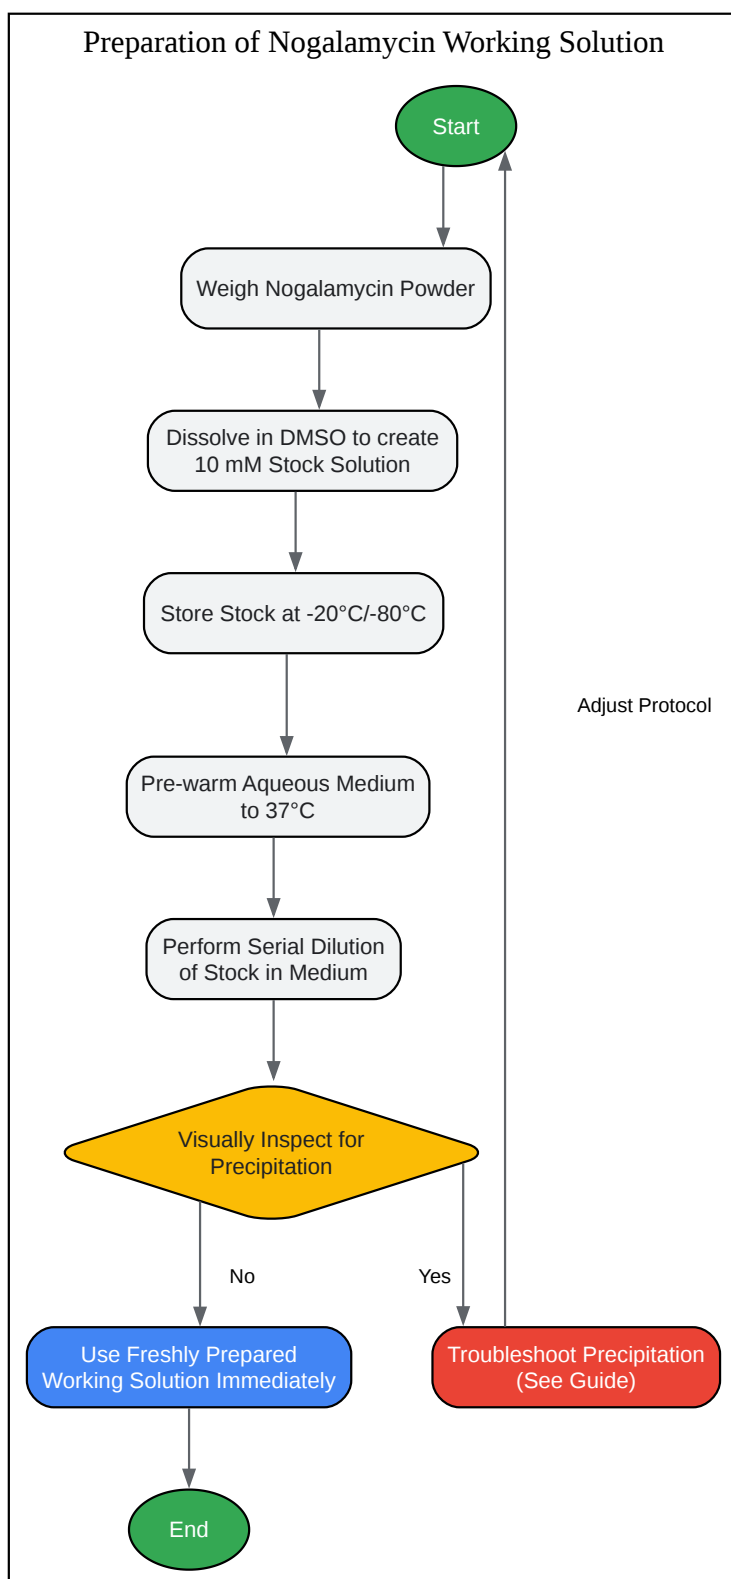 Preparation of Nogalamycin Working Solution
Start
Weigh Nogalamycin Powder
Dissolve in DMSO to create
10 mM Stock Solution
Store Stock at -20°C/-80°C
Adjust Protocol
Pre-warm Aqueous Medium
to 37°C
Perform Serial Dilution
of Stock in Medium
Visually Inspect for
Precipitation
No
Yes
Use Freshly Prepared
Working Solution Immediately
Troubleshoot Precipitation
(See Guide)
End